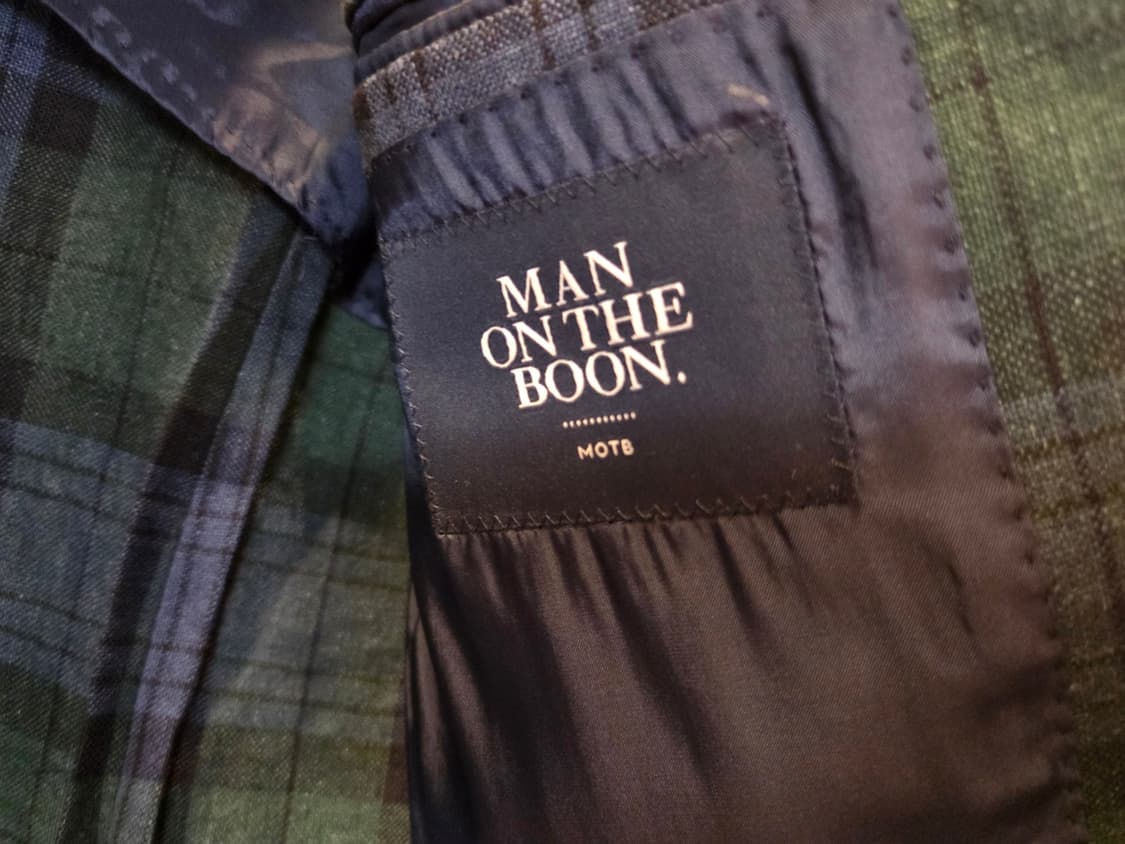 MAN
ON THE
BOON.
MOTB